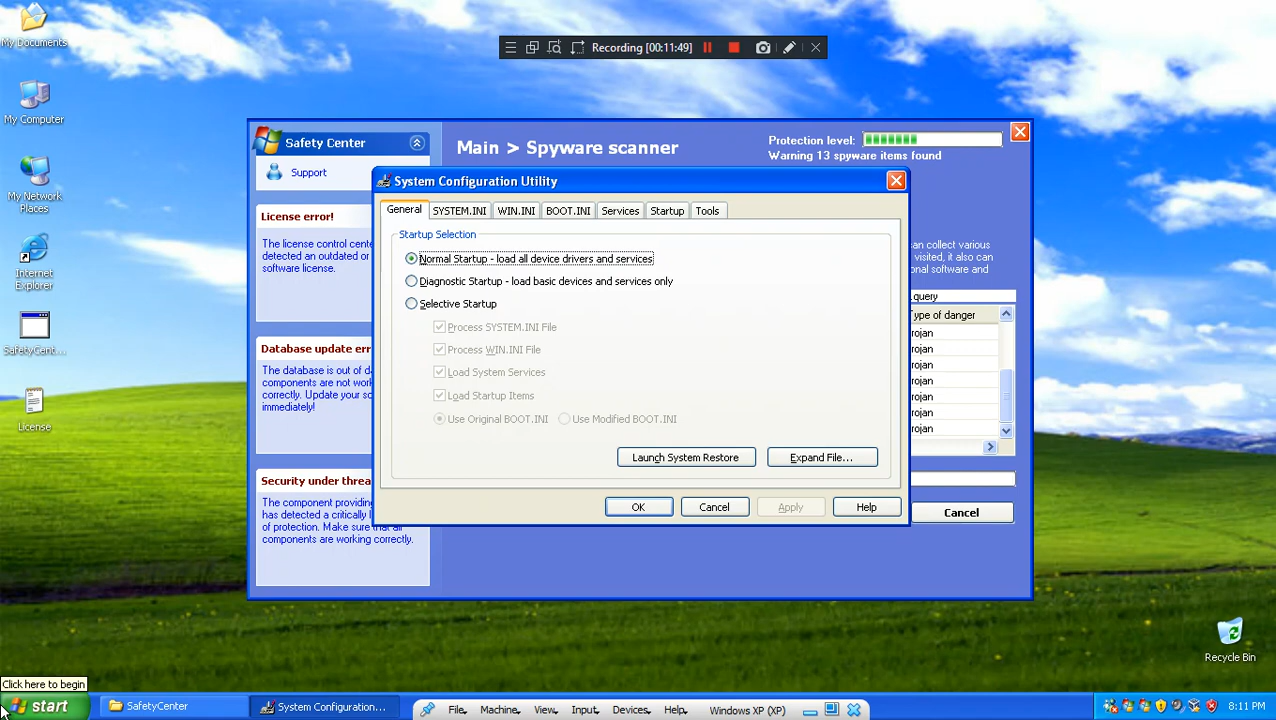 My Documents
My Computer
My Network
Places
Internet
Explorer
SafetyCent...
License
Recording [00:11:49]
Safety Center
Support
Main > Spyware scanner
Protection level:
Warning 13 spyware items found
License error!
The license control cente
detected an outdated or
software license.
Database update erro
The database is out of da
components are not work
correctly. Update your so
immediately!
Security under threa
The component providing
has detected a critically l
of protection. Make sure that all
components are working correctly.
can collect various
visited, it also can
onal software and
query
Type of danger
rojan
rojan
rojan
rojan
rojan
rojan
rojan
Cancel
System Configuration Utility
General
SYSTEM.INI
WIN.INI
BOOT.INI
Services
Startup
Tools
Startup Selection
Normal Startup - load all device drivers and services
Diagnostic Startup - load basic devices and services only
Selective Startup
Process SYSTEM.INI File
Process WIN.INI File
Load System Services
Load Startup Items
Use Original BOOT.INI
Use Modified BOOT.INI
Launch System Restore
Expand File...
OK
Cancel
Apply
Help
Recycle Bin
Click here to begin
start
SafetyCenter
System Configuration...
File
Machine
View
Input
Devices
Help
Windows XP (XP)
8:11 PM